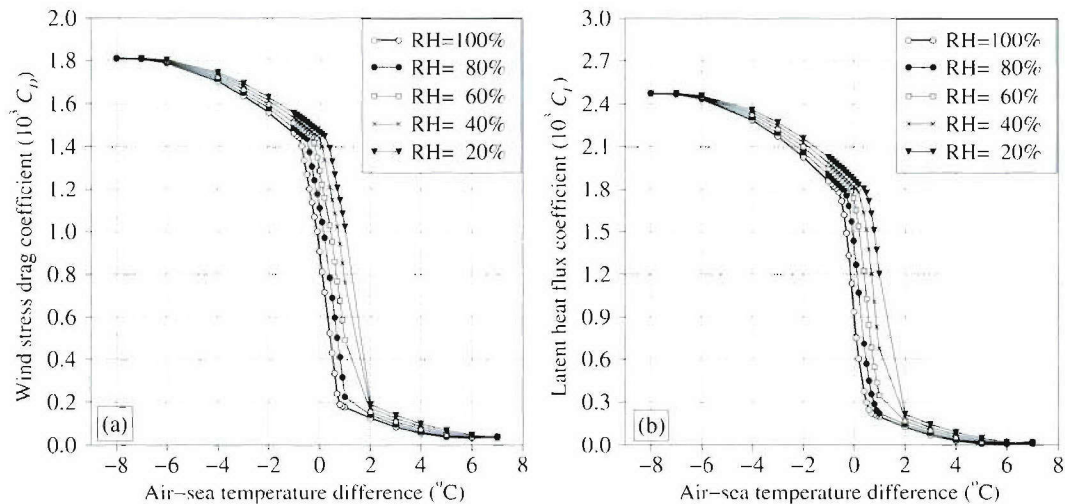 2.0
1.8
1.6
1.4
1.2
1.0
0.8
0.6
0.4
0.2
0.0
Wind stress drag coefficient (10³ C_D)
RH=100%
RH= 80%
RH= 60%
RH= 40%
RH= 20%
(a)
−8 −6 −4 −2 0 2 4 6 8
Air−sea temperature difference (°C)
3.0
2.7
2.4
2.1
1.8
1.5
1.2
0.9
0.6
0.3
0.0
Latent heat flux coefficient (10³ C_l)
RH=100%
RH= 80%
RH= 60%
RH= 40%
RH= 20%
(b)
−8 −6 −4 −2 0 2 4 6 8
Air−sea temperature difference (°C)